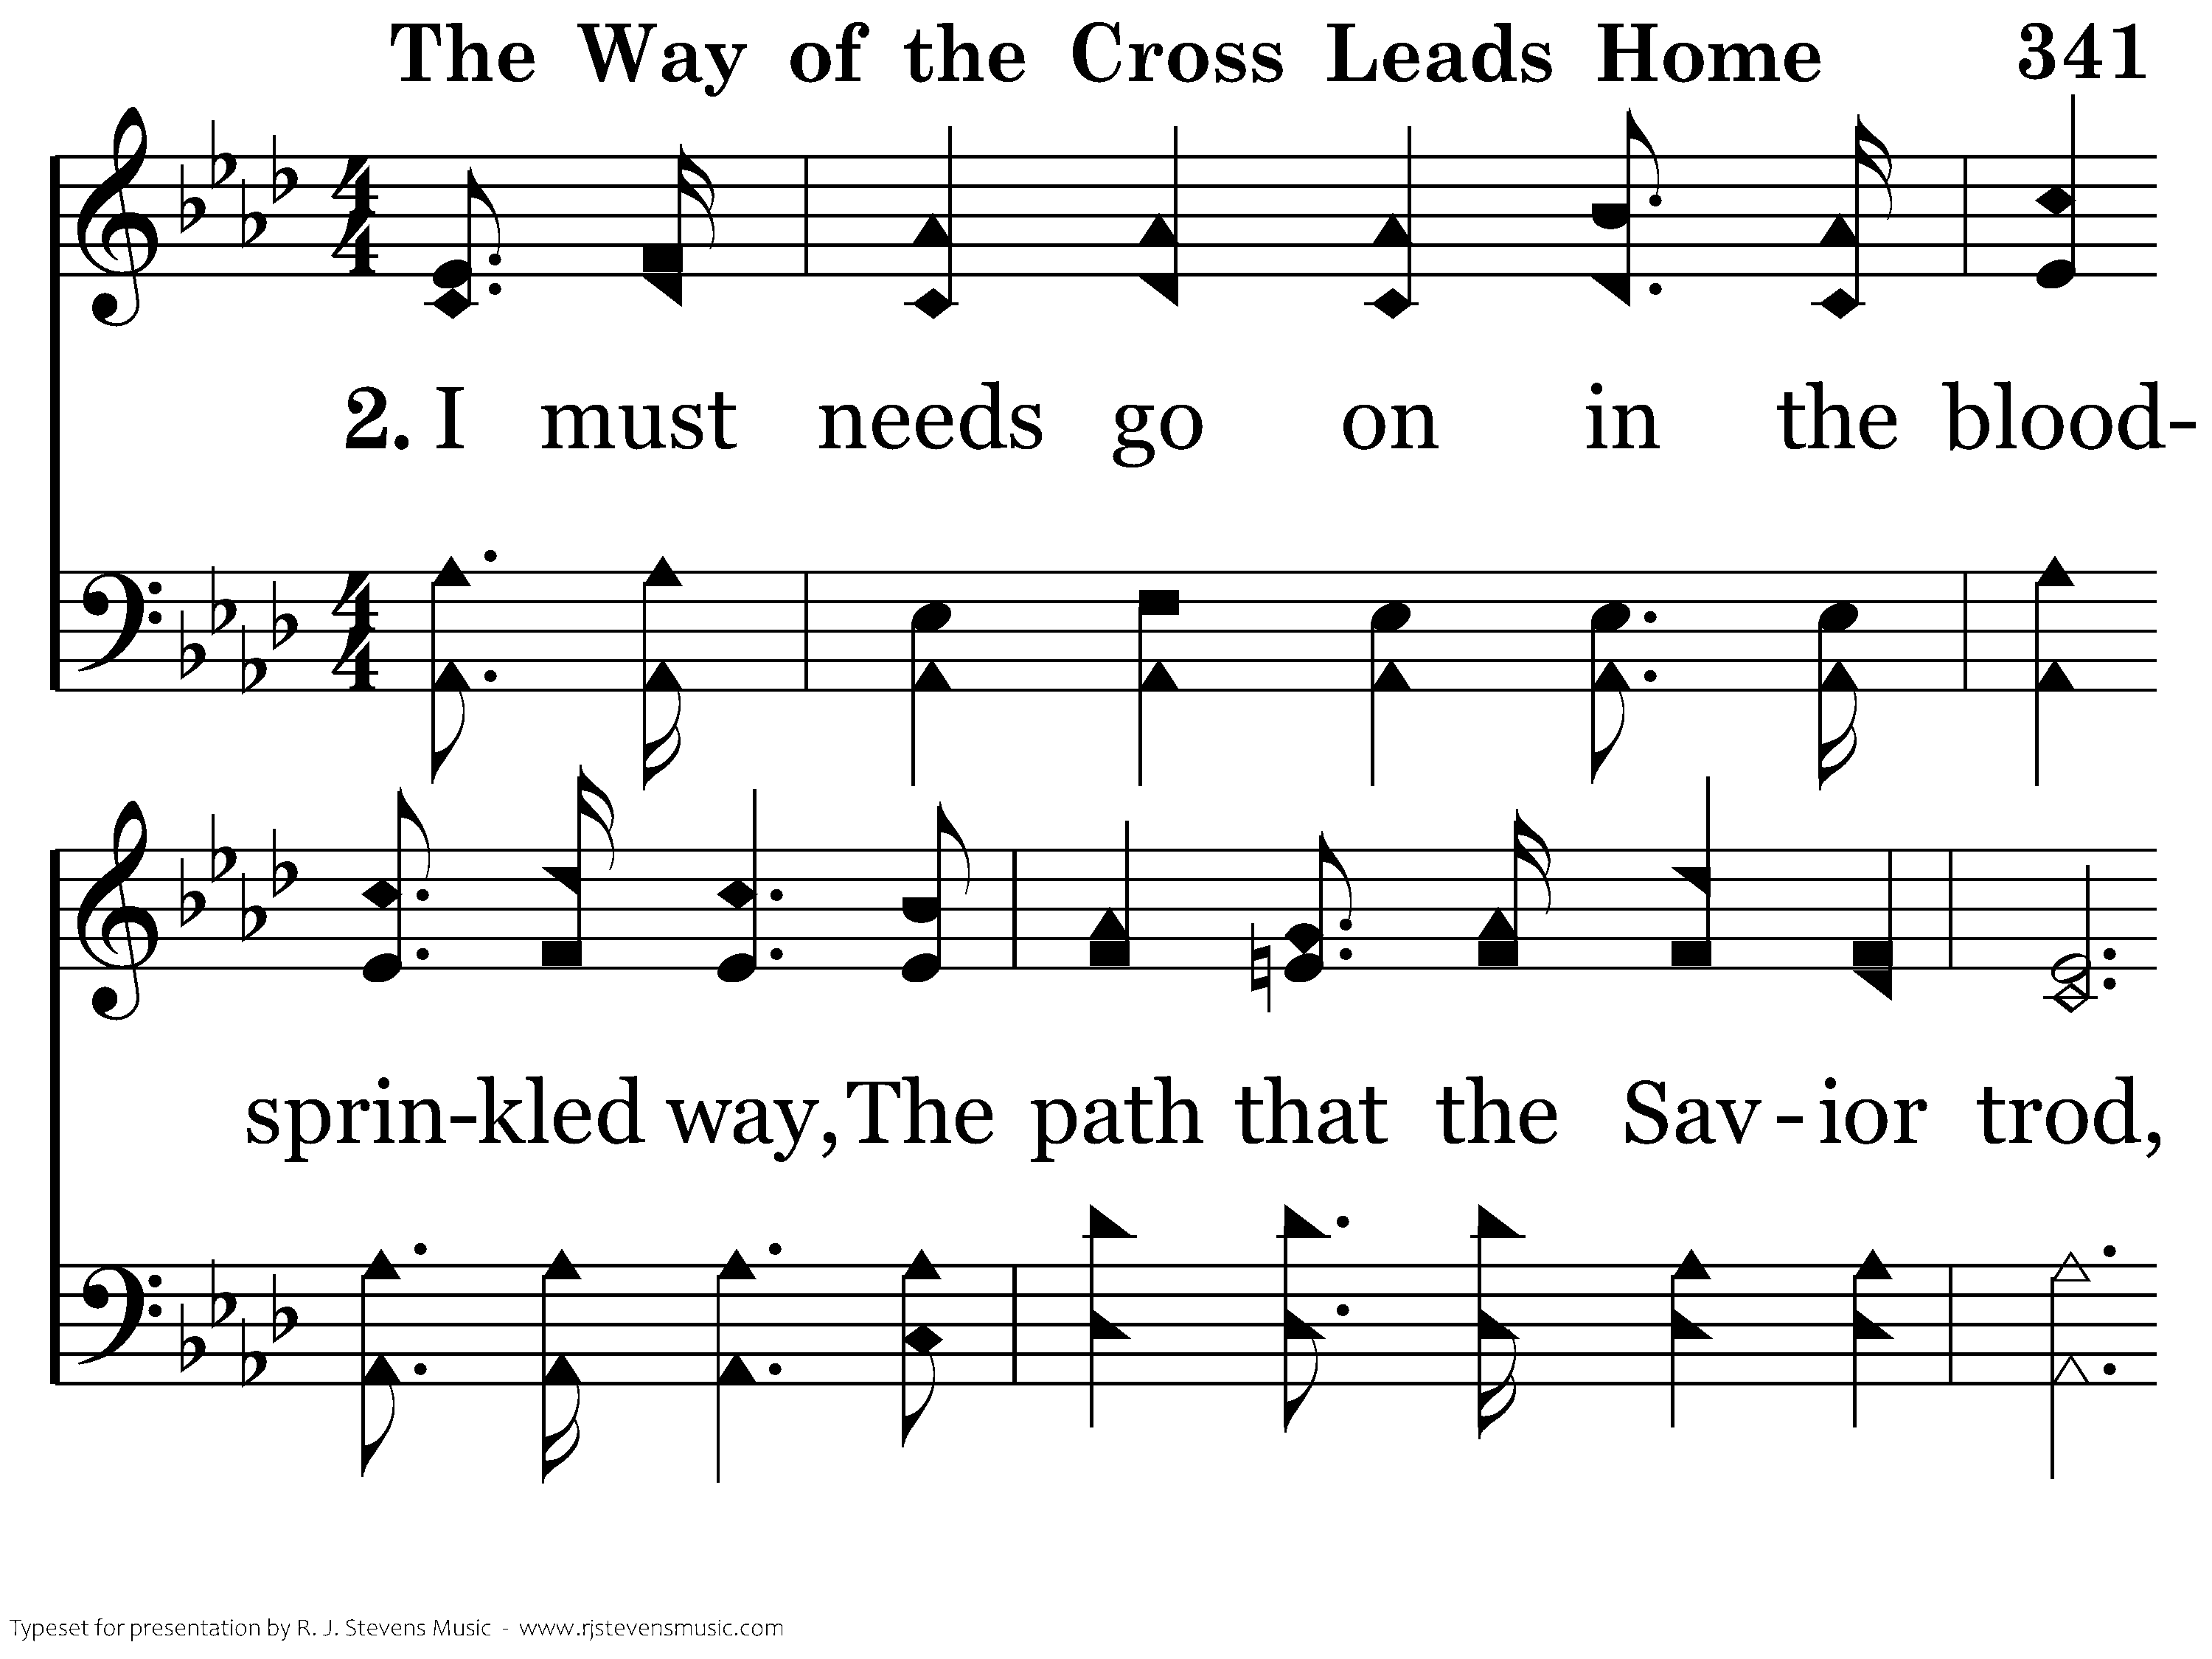 The Way of the Cross Leads Home 341
2. I must needs go on in the blood-
sprin-kled way, The path that the Sav - ior trod,
Typeset for presentation by R. J. Stevens Music - www.rjstevensmusic.com